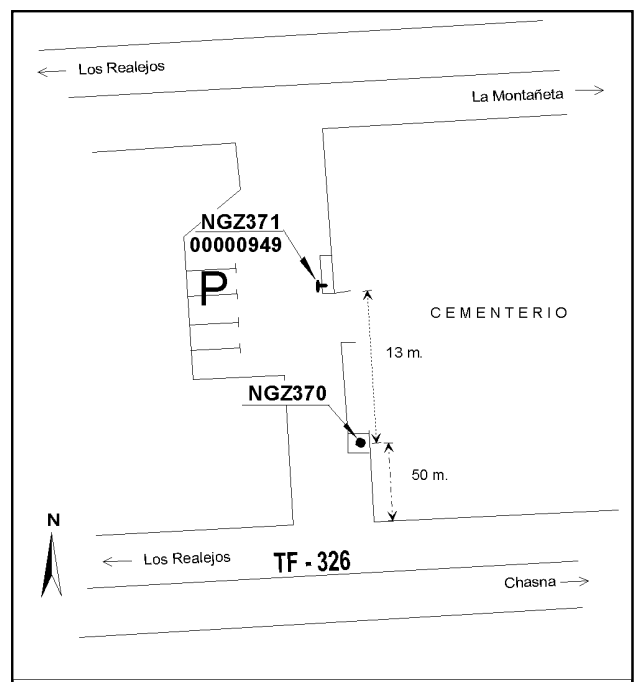 Los Realejos
La Montañeta
NGZ371
00000949
P
CEMENTERIO
13 m.
NGZ370
50 m.
N
Los Realejos
TF - 326
Chasna